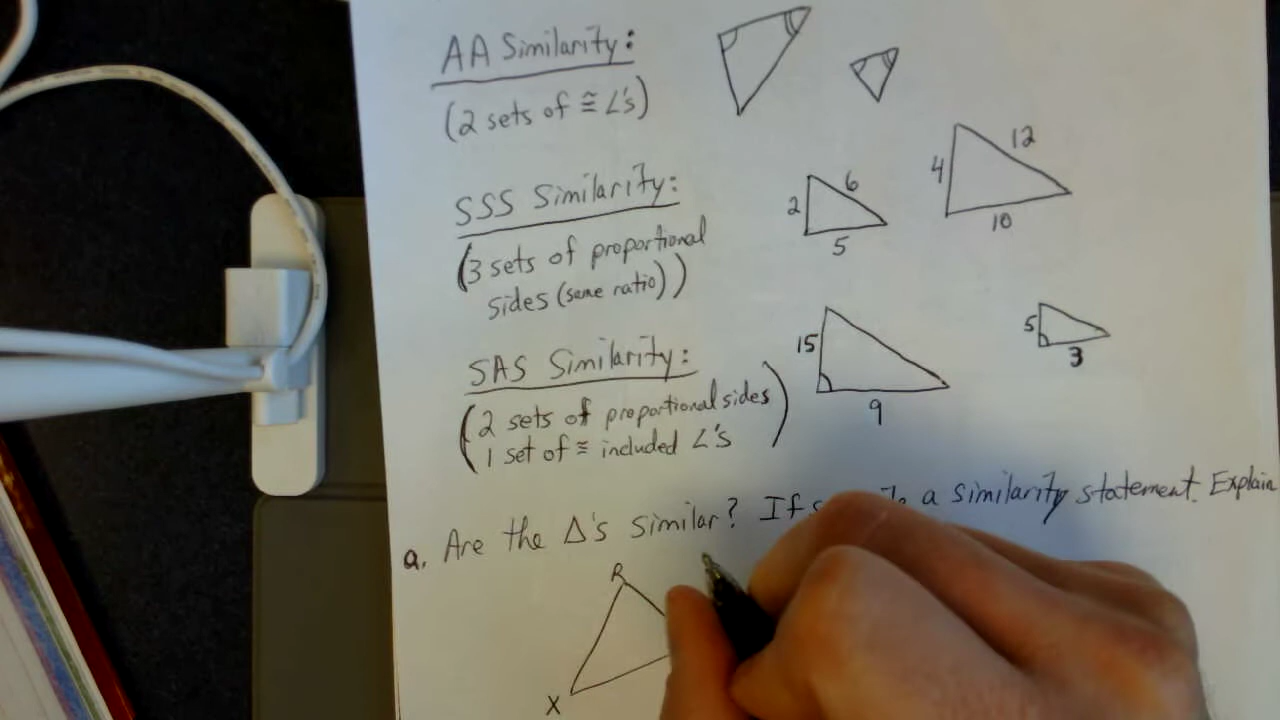 AA Similarity:
(2 sets of ≅ ∠'s)
SSS Similarity:
(3 sets of proportional
sides (same ratio))
2
6
5
4
12
10
SAS Similarity:
(2 sets of proportional sides
1 set of ≅ included ∠'s)
15
9
5
3
a. Are the Δ's similar? If a similarity statement. Explain
R
X